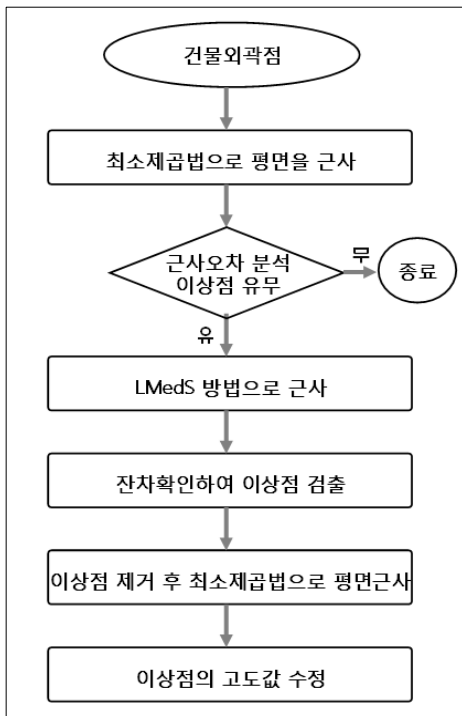 건물외곽점
최소제곱법으로 평면을 근사
근사오차 분석
이상점 유무
무
종료
유
LMedS 방법으로 근사
잔차확인하여 이상점 검출
이상점 제거 후 최소제곱법으로 평면근사
이상점의 고도값 수정